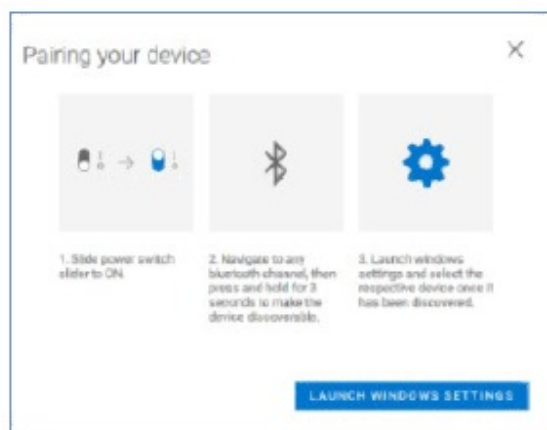 Pairing your device
1. Slide power switch
slider to ON.
2. Navigate to any
bluetooth channel, then
press and hold for 3
seconds to make the
device discoverable.
3. Launch windows
settings and select the
respective device once it
has been discovered.
LAUNCH WINDOWS SETTINGS